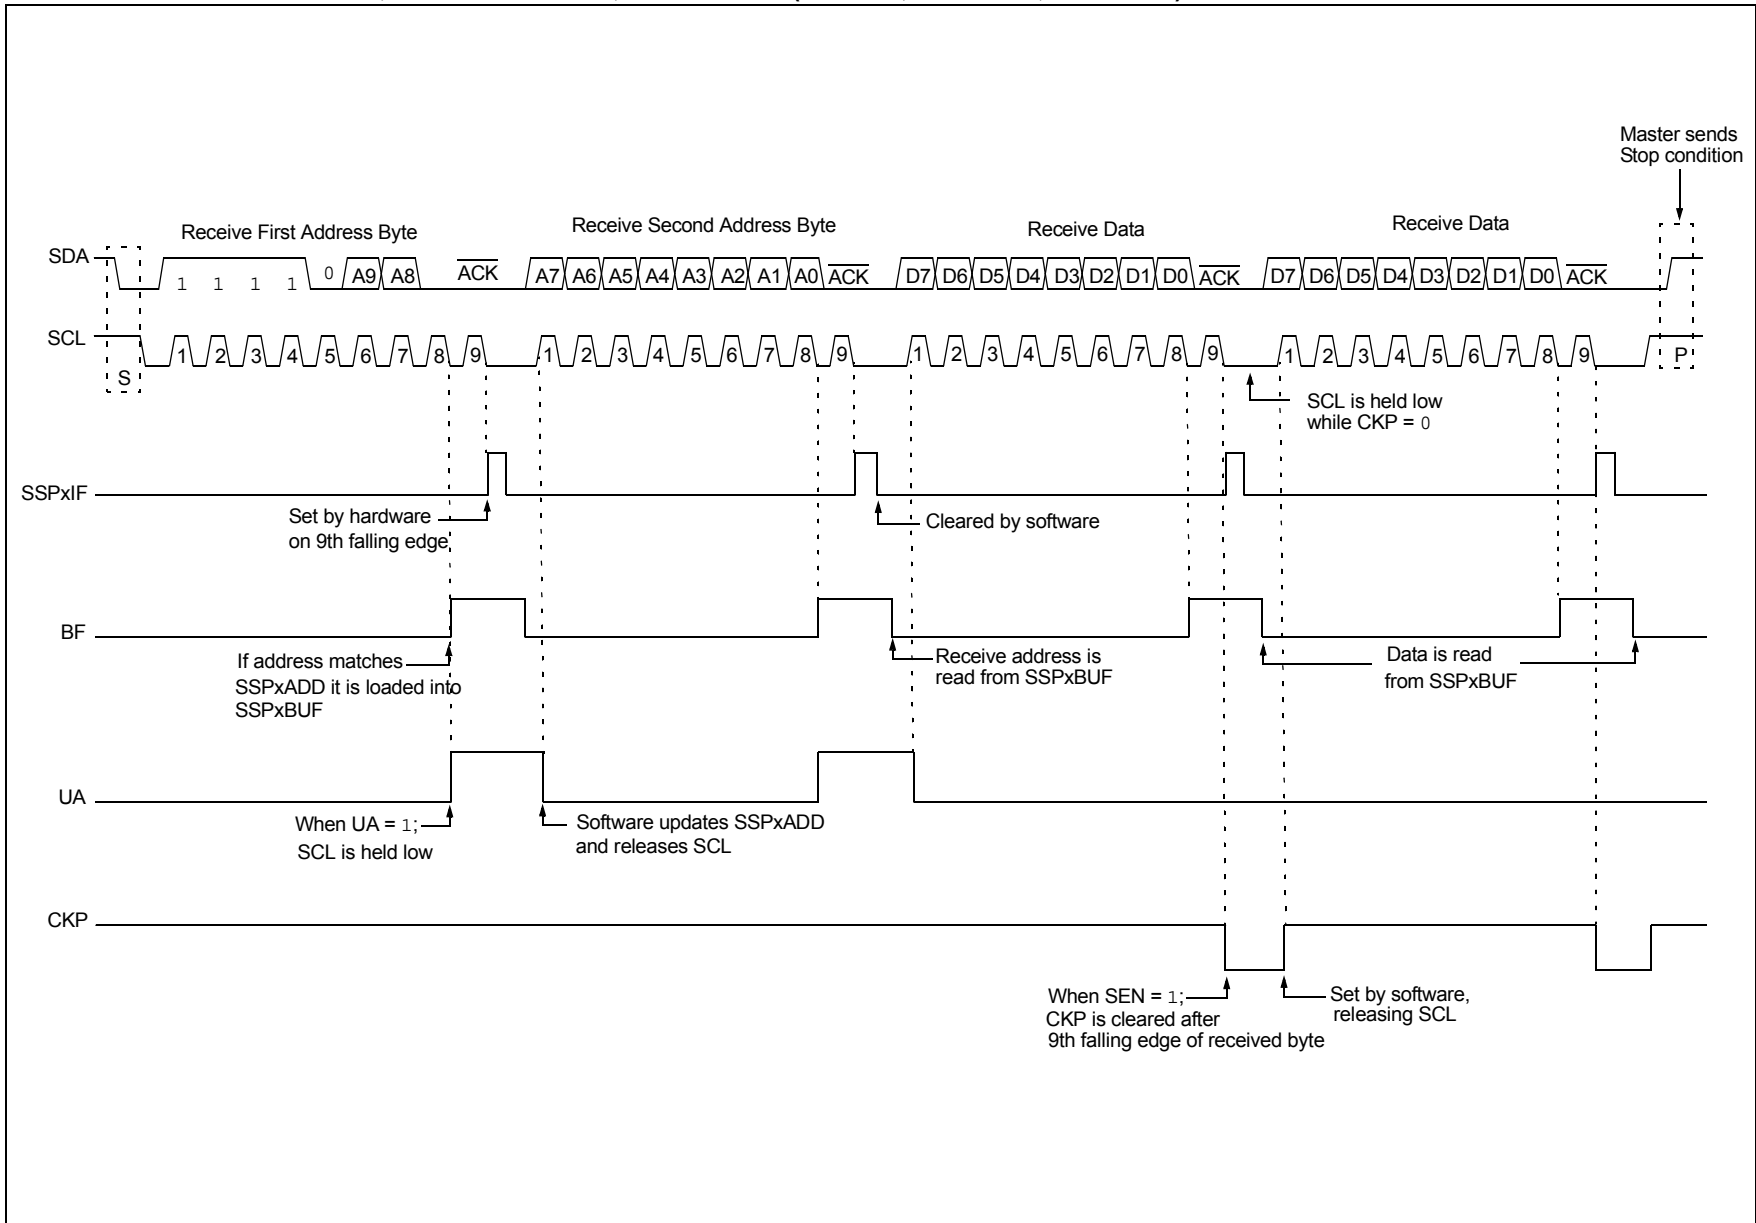 Master sends
Stop condition
Receive First Address Byte
Receive Second Address Byte
Receive Data
Receive Data
SDA
1 1 1 1 0 A9 A8 ACK A7 A6 A5 A4 A3 A2 A1 A0 ACK D7 D6 D5 D4 D3 D2 D1 D0 ACK D7 D6 D5 D4 D3 D2 D1 D0 ACK
SCL
S 1 2 3 4 5 6 7 8 9 1 2 3 4 5 6 7 8 9 1 2 3 4 5 6 7 8 9 1 2 3 4 5 6 7 8 9 P
SCL is held low
while CKP = 0
SSPxIF
Set by hardware
on 9th falling edge
Cleared by software
BF
If address matches
SSPxADD it is loaded into
SSPxBUF
Receive address is
read from SSPxBUF
Data is read
from SSPxBUF
UA
When UA = 1;
SCL is held low
Software updates SSPxADD
and releases SCL
CKP
When SEN = 1;
CKP is cleared after
9th falling edge of received byte
Set by software,
releasing SCL